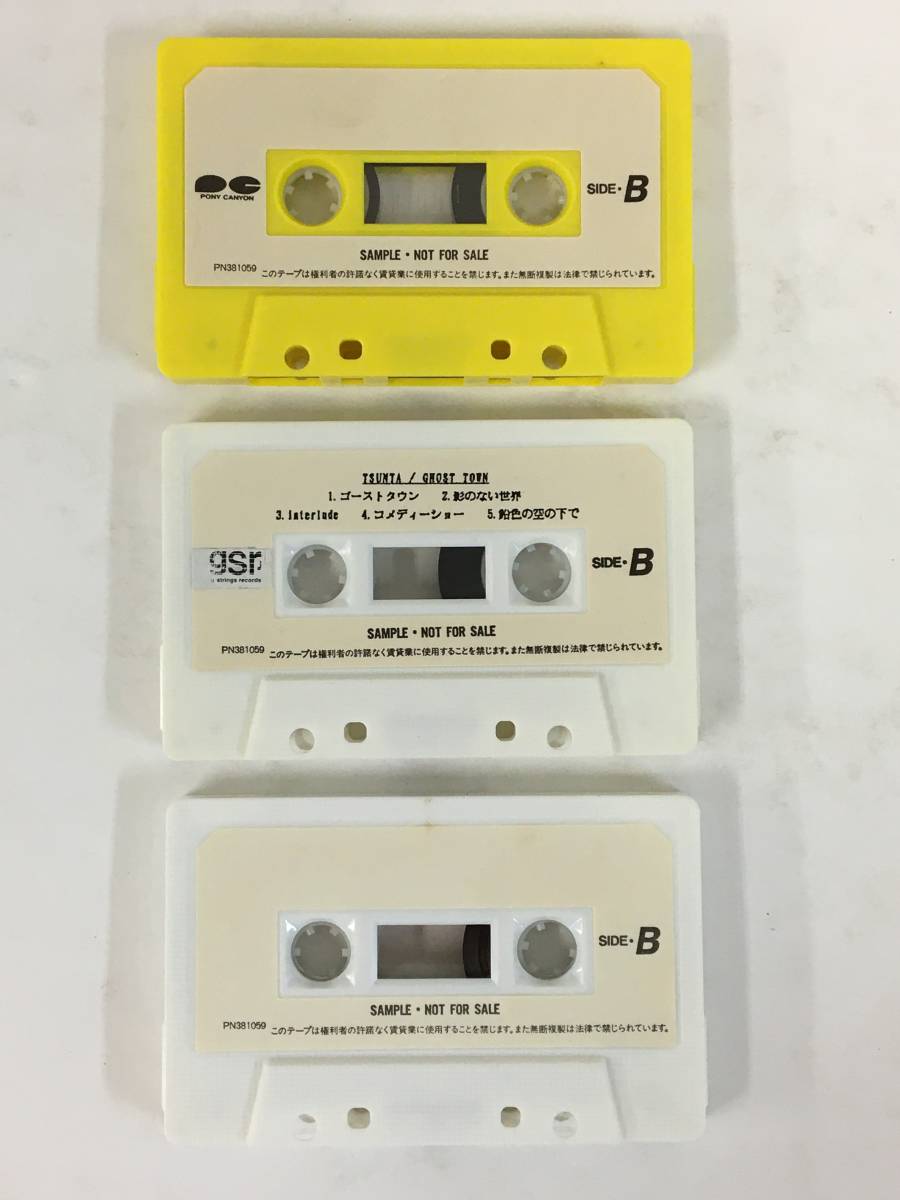 PONY CANYON
SIDE・B
SAMPLE・NOT FOR SALE
PN381059 このテープは権利者の許諾なく賃貸業に使用することを禁じます。また無断複製は法律で禁じられています。
TSUNTA / GHOST TOWN
1.ゴーストタウン 2.影のない世界
3.interlude 4.コメディーショー 5.鉛色の空の下で
gsr
strings records
SIDE・B
SAMPLE・NOT FOR SALE
PN381059 このテープは権利者の許諾なく賃貸業に使用することを禁じます。また無断複製は法律で禁じられています。
SIDE・B
SAMPLE・NOT FOR SALE
PN381059 このテープは権利者の許諾なく賃貸業に使用することを禁じます。また無断複製は法律で禁じられています。